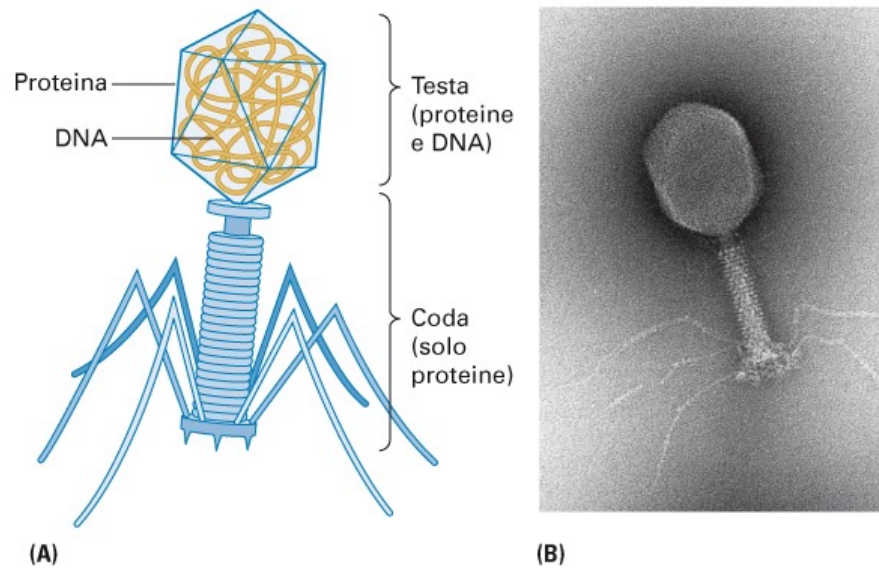 Proteina
DNA
Testa
(proteine
e DNA)
Coda
(solo
proteine)
(A)
(B)